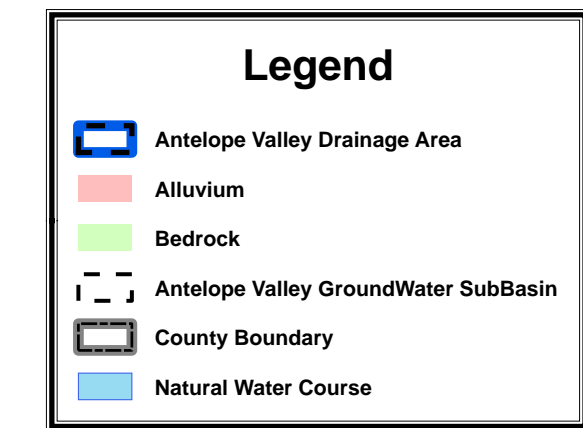 Legend
Antelope Valley Drainage Area
Alluvium
Bedrock
Antelope Valley GroundWater SubBasin
County Boundary
Natural Water Course